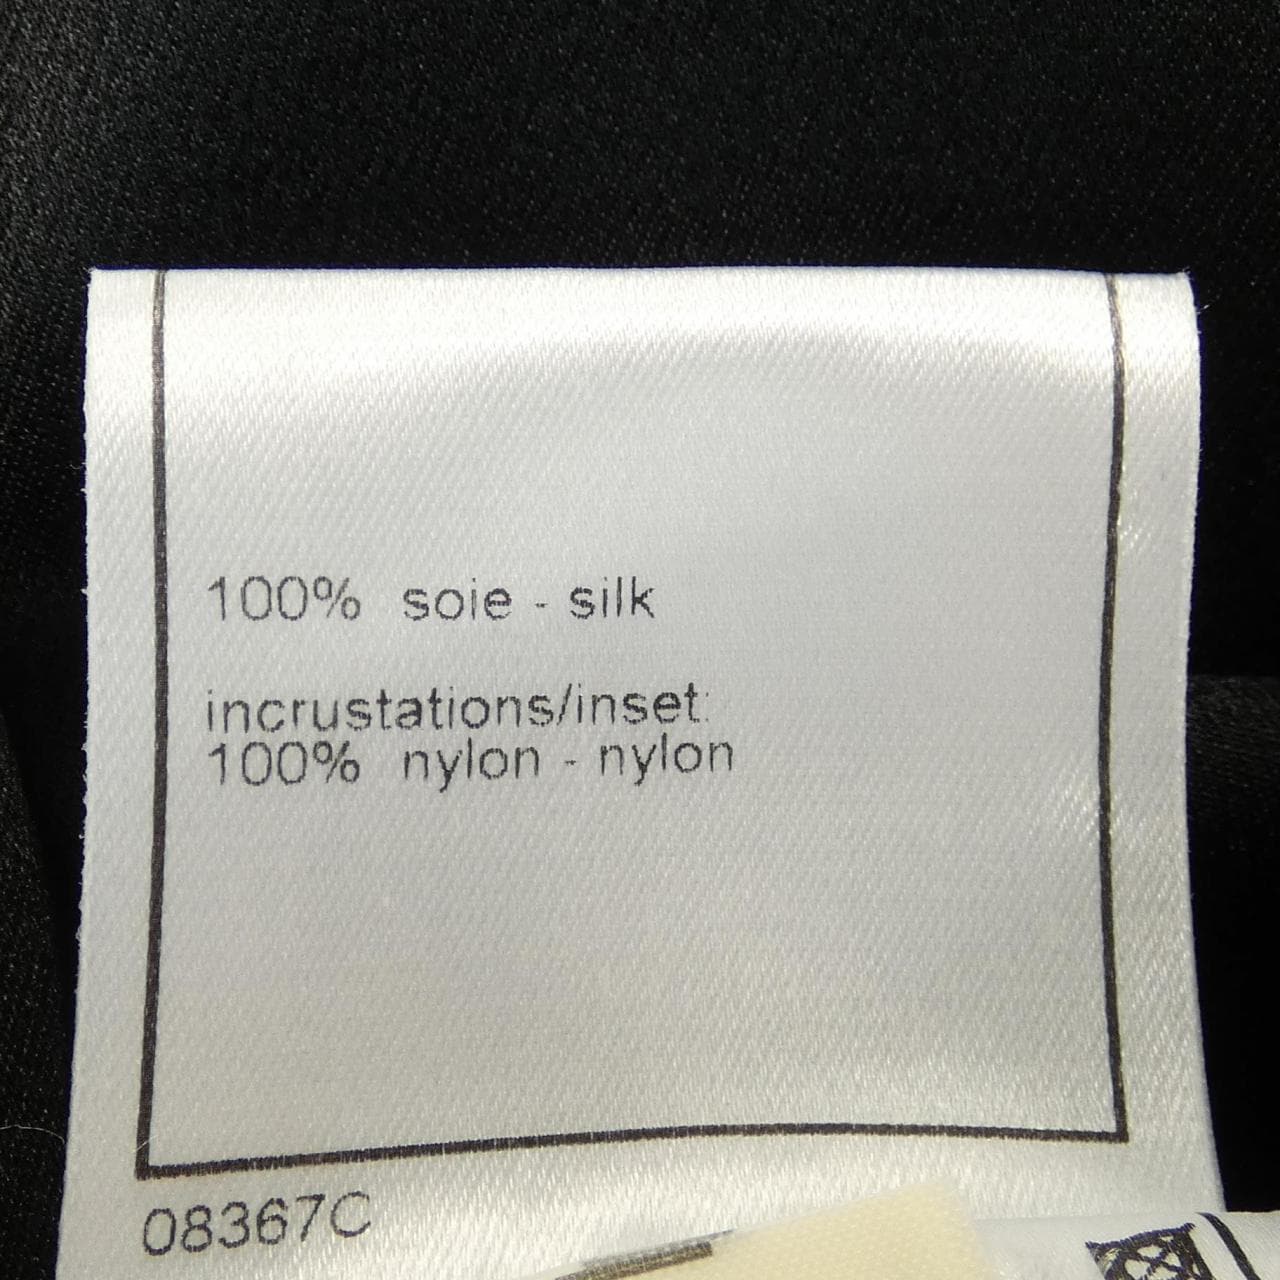 100% soie - silk
incrustations/inset:
100% nylon - nylon
08367C